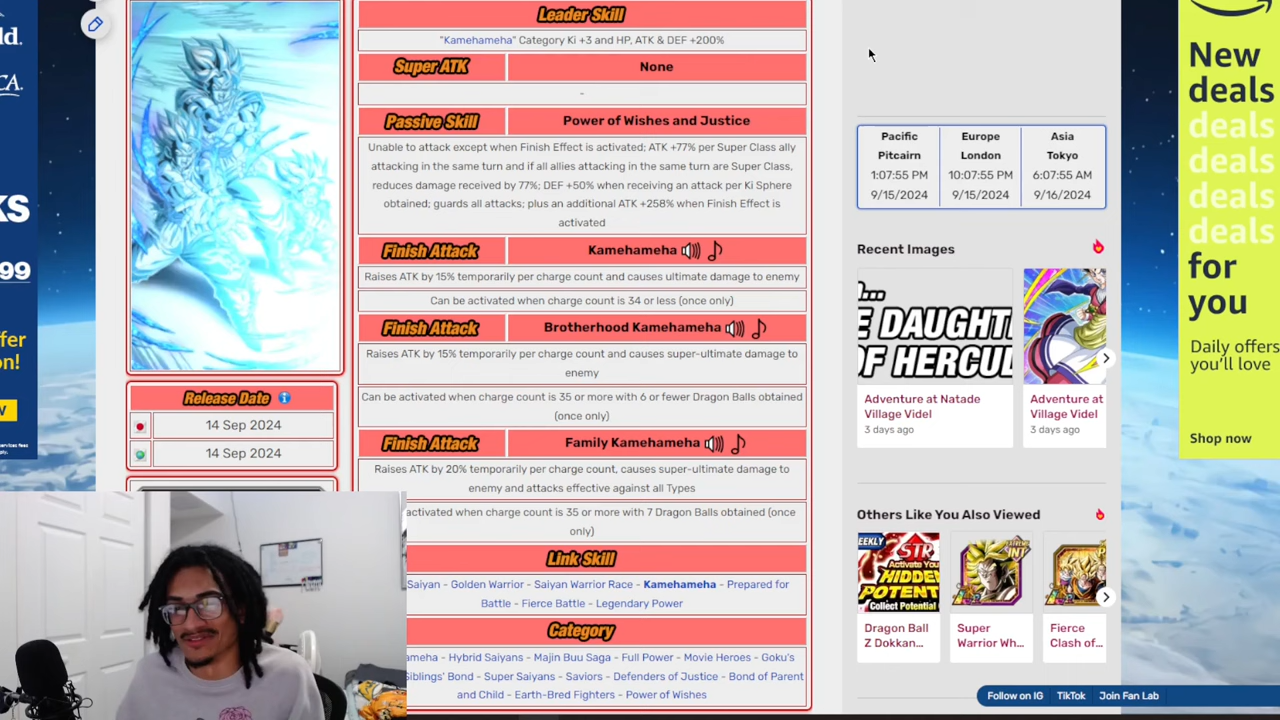 ld.
CA.
KS
99
ffer
on!
W
Leader Skill
"Kamehameha" Category Ki +3 and HP, ATK & DEF +200%
Super ATK
None
-
Passive Skill
Power of Wishes and Justice
Unable to attack except when Finish Effect is activated; ATK +77% per Super Class ally
attacking in the same turn and if all allies attacking in the same turn are Super Class,
reduces damage received by 77%; DEF +50% when receiving an attack per Ki Sphere
obtained; guards all attacks; plus an additional ATK +258% when Finish Effect is
activated
Finish Attack
Kamehameha
Raises ATK by 15% temporarily per charge count and causes ultimate damage to enemy
Can be activated when charge count is 34 or less (once only)
Finish Attack
Brotherhood Kamehameha
Raises ATK by 15% temporarily per charge count and causes super-ultimate damage to
enemy
Can be activated when charge count is 35 or more with 6 or fewer Dragon Balls obtained
(once only)
Finish Attack
Family Kamehameha
Raises ATK by 20% temporarily per charge count, causes super-ultimate damage to
enemy and attacks effective against all Types
activated when charge count is 35 or more with 7 Dragon Balls obtained (once
only)
Link Skill
Saiyan - Golden Warrior - Saiyan Warrior Race - Kamehameha - Prepared for
Battle - Fierce Battle - Legendary Power
Category
ameha - Hybrid Saiyans - Majin Buu Saga - Full Power - Movie Heroes - Goku's
Siblings' Bond - Super Saiyans - Saviors - Defenders of Justice - Bond of Parent
and Child - Earth-Bred Fighters - Power of Wishes
Release Date
14 Sep 2024
14 Sep 2024
Pacific
Pitcairn
1:07:55 PM
9/15/2024
Europe
London
10:07:55 PM
9/15/2024
Asia
Tokyo
6:07:55 AM
9/16/2024
Recent Images
E DAUGHT
OF HERCUL
Adventure at Natade
Village Videl
3 days ago
Adventure at
Village Videl
3 days ago
Others Like You Also Viewed
WEEKLY
STR
Activate You
HIDDE
POTENT
Collect Potential
EXTREME
INT
Dragon Ball
Z Dokkan...
Super
Warrior Wh...
Fierce
Clash of...
Follow on IG
TikTok
Join Fan Lab
New
deals
deals
deals
deals
deals
for
you
Daily offers
you'll love
Shop now